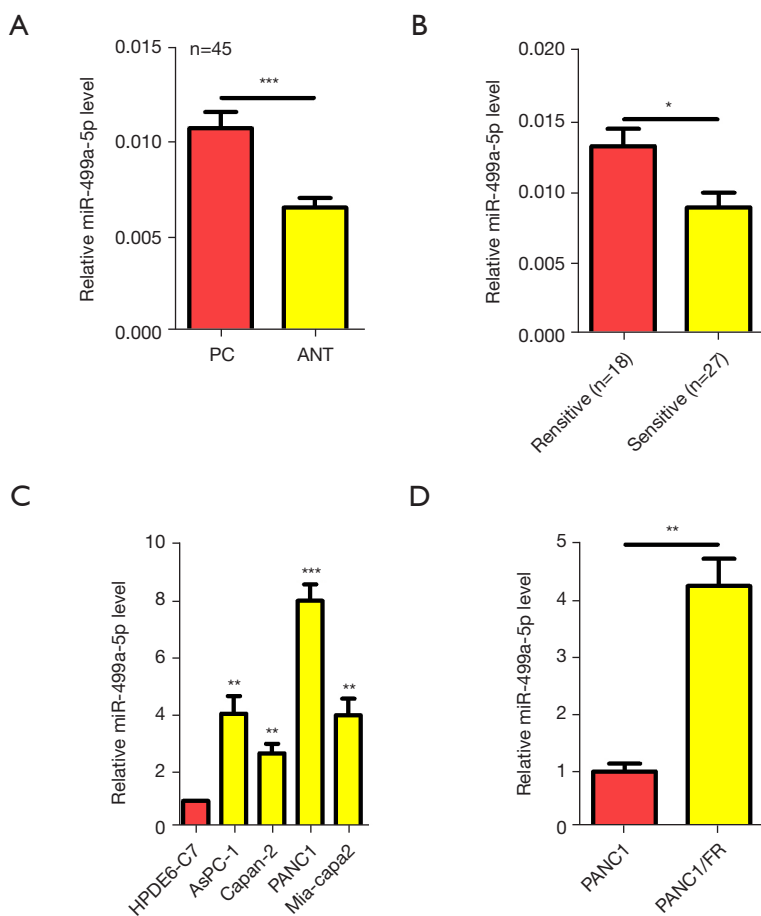 A
Relative miR-499a-5p level
0.015
0.010
0.005
0.000
n=45
***
PC
ANT
B
Relative miR-499a-5p level
0.020
0.015
0.010
0.005
0.000
*
Rensitive (n=18)
Sensitive (n=27)
C
Relative miR-499a-5p level
10
8
6
4
2
0
**
**
***
**
HPDE6-C7
AsPC-1
Capan-2
PANC1
Mia-capa2
D
Relative miR-499a-5p level
5
4
3
2
1
0
**
PANC1
PANC1/FR